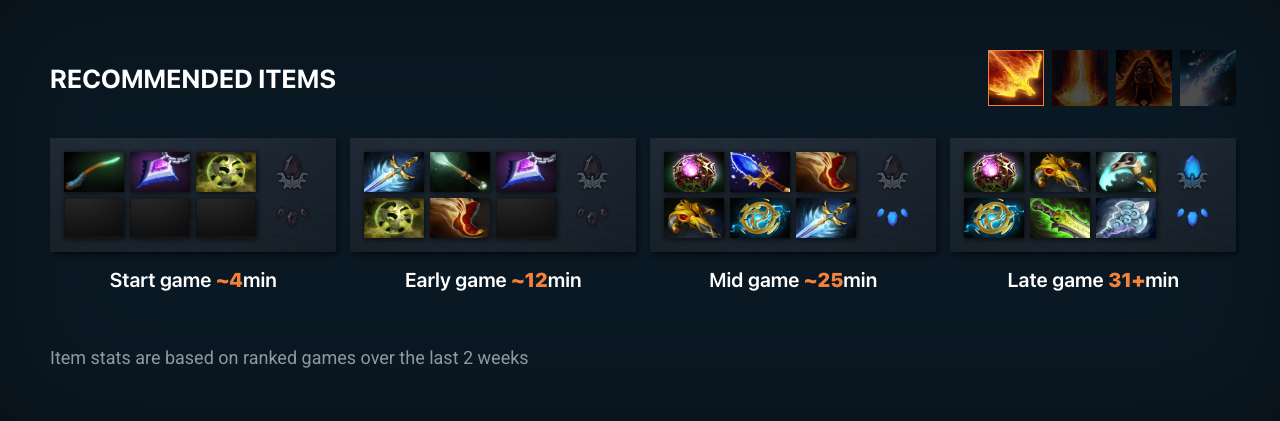 RECOMMENDED ITEMS
Start game ~4min
Early game ~12min
Mid game ~25min
Late game 31+min
Item stats are based on ranked games over the last 2 weeks